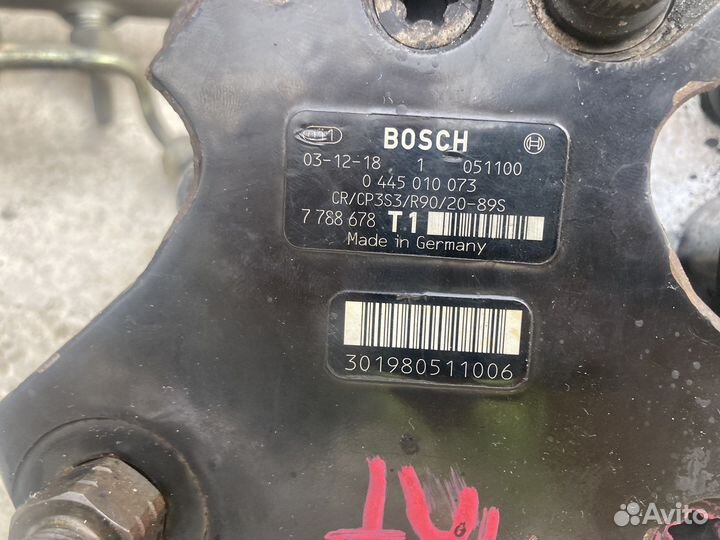 BOSCH
03-12-18 1 051100
0 445 010 073
CR/CP3S3/R90/20-89S
7 788 678 T1
Made in Germany
301980511006
Avito